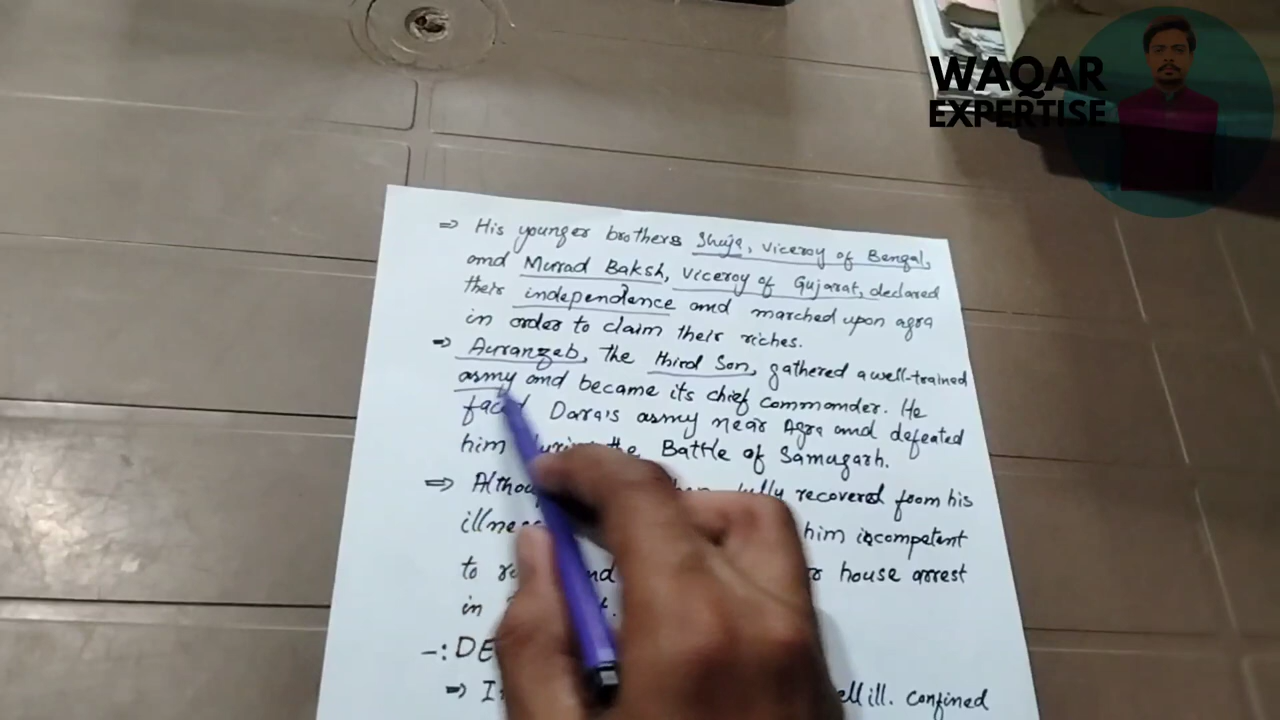 WAQAR
EXPERTISE
⇒ His younger brothers Shuja, viceroy of Bengal,
and Murad Baksh, viceroy of Gujarat, declared
their independence and marched upon agra
in order to claim their riches.
⇒ Auranzeb, the third Son, gathered a well-trained
army and became its chief commander. He
faced Dara's army near Agra and defeated
him during the Battle of Samugarh.
⇒ fully recovered from his
him incompetent
to house arrest
in
-: DE
⇒ ill. confined